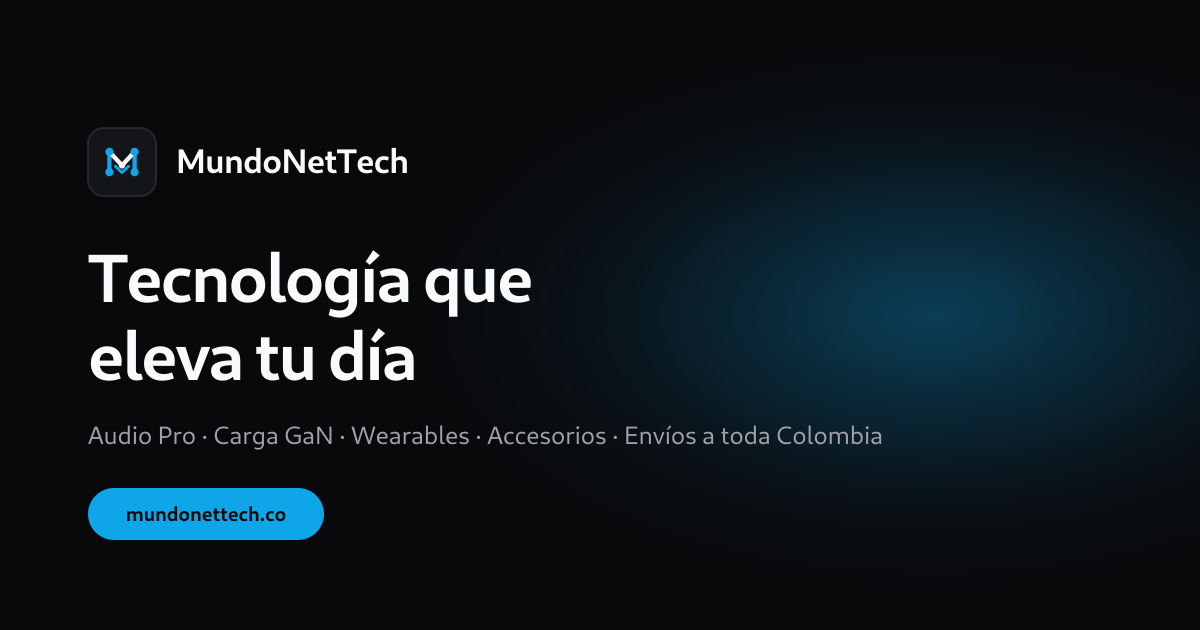 MundoNetTech
Tecnología que
eleva tu día
Audio Pro · Carga GaN · Wearables · Accesorios · Envíos a toda Colombia
mundonettech.co